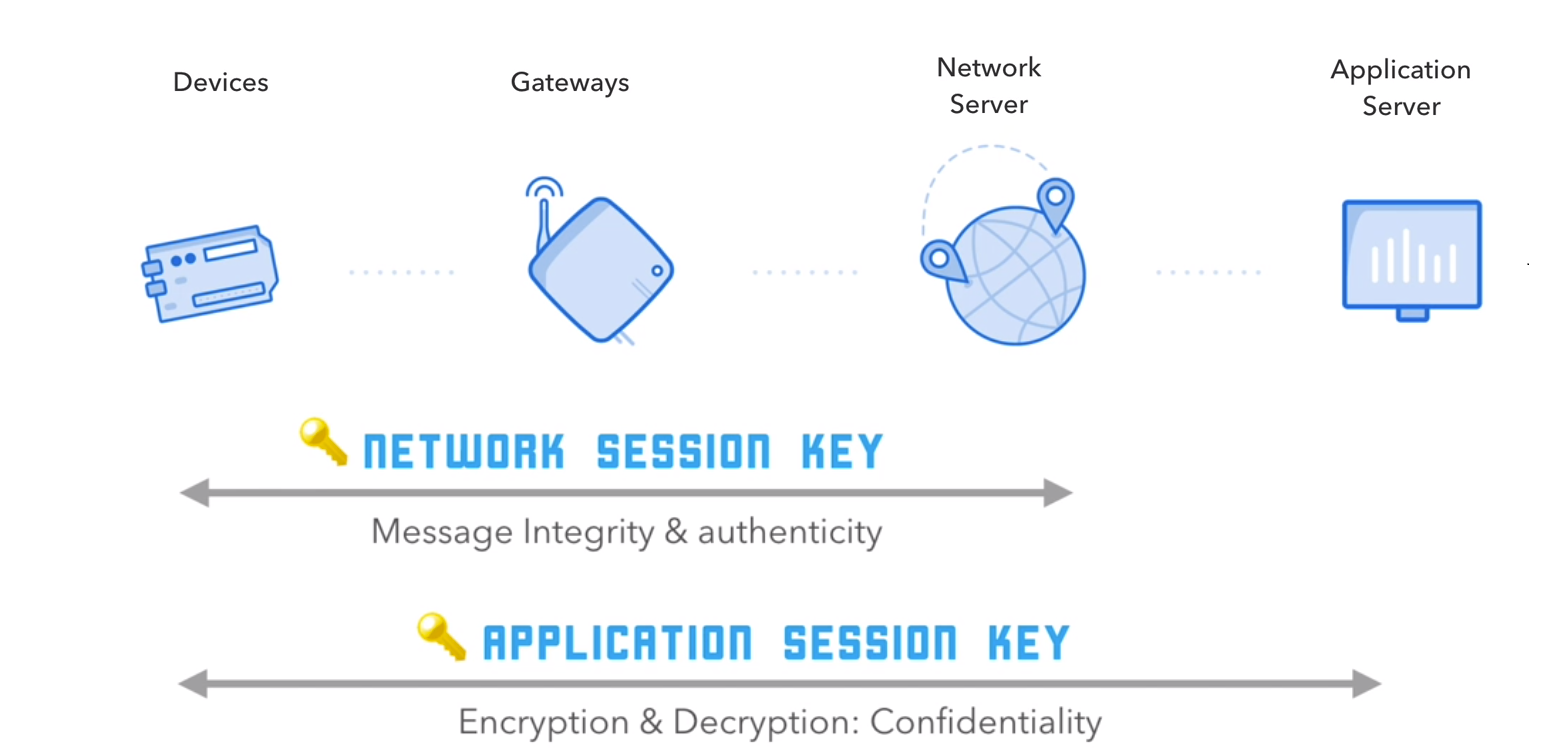 Devices
Gateways
Network
Server
Application
Server
NETWORK SESSION KEY
Message Integrity & authenticity
APPLICATION SESSION KEY
Encryption & Decryption: Confidentiality